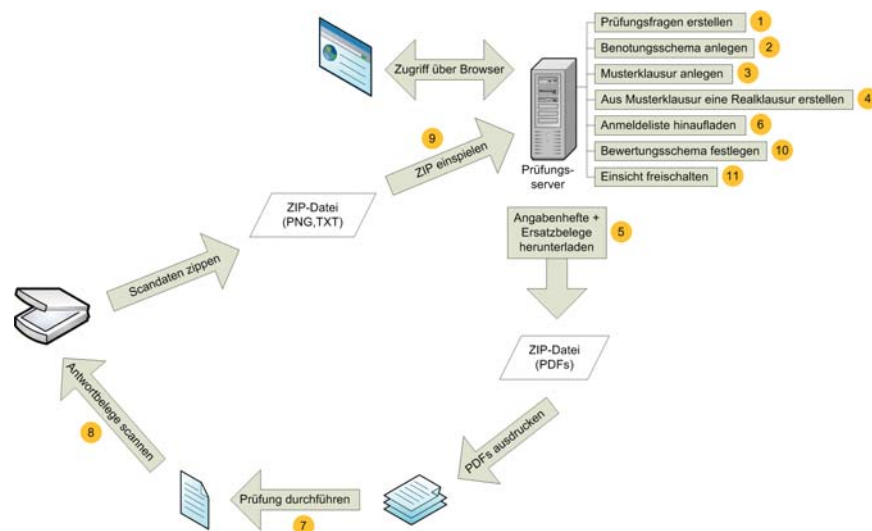 Prüfungsfragen erstellen 1
Benotungsschema anlegen 2
Musterklausur anlegen 3
Aus Musterklausur eine Realklausur erstellen 4
Anmeldeliste hinaufladen 6
Bewertungsschema festlegen 10
Einsicht freischalten 11
Zugriff über Browser
Prüfungs-
server
9
ZIP einspielen
ZIP-Datei
(PNG,TXT)
Scandaten zippen
Angabenhefte +
Ersatzbelege
herunterladen
5
ZIP-Datei
(PDFs)
PDFs ausdrucken
Prüfung durchführen
7
Antwortbelege scannen
8